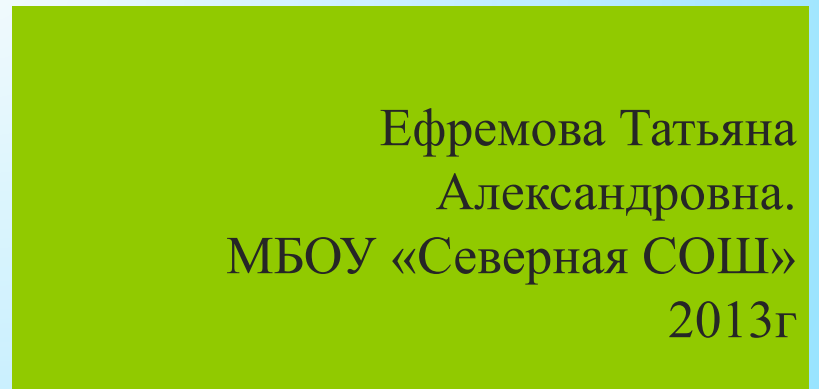 Ефремова Татьяна
Александровна.
МБОУ «Северная СОШ»
2013г